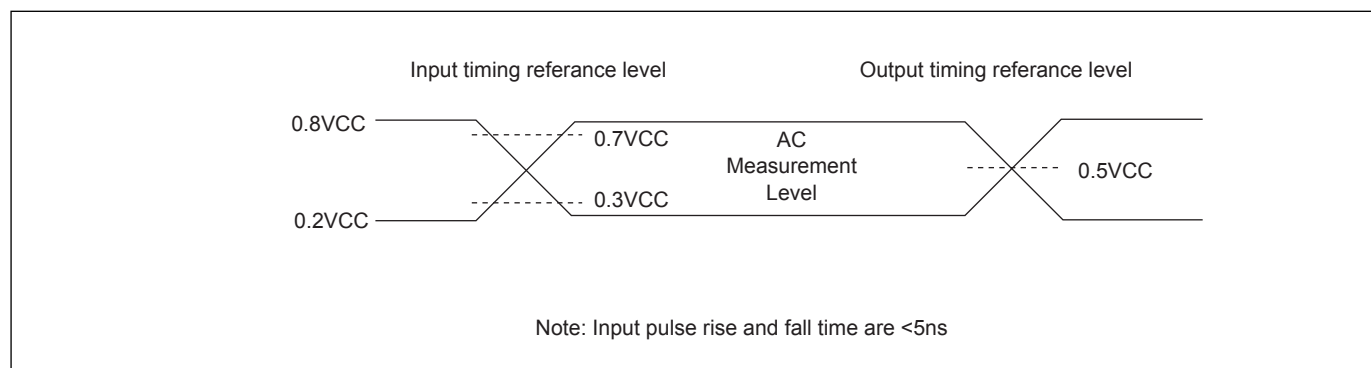 Input timing referance level
Output timing referance level
0.8VCC
0.7VCC
AC
Measurement
Level
0.5VCC
0.3VCC
0.2VCC
Note: Input pulse rise and fall time are <5ns